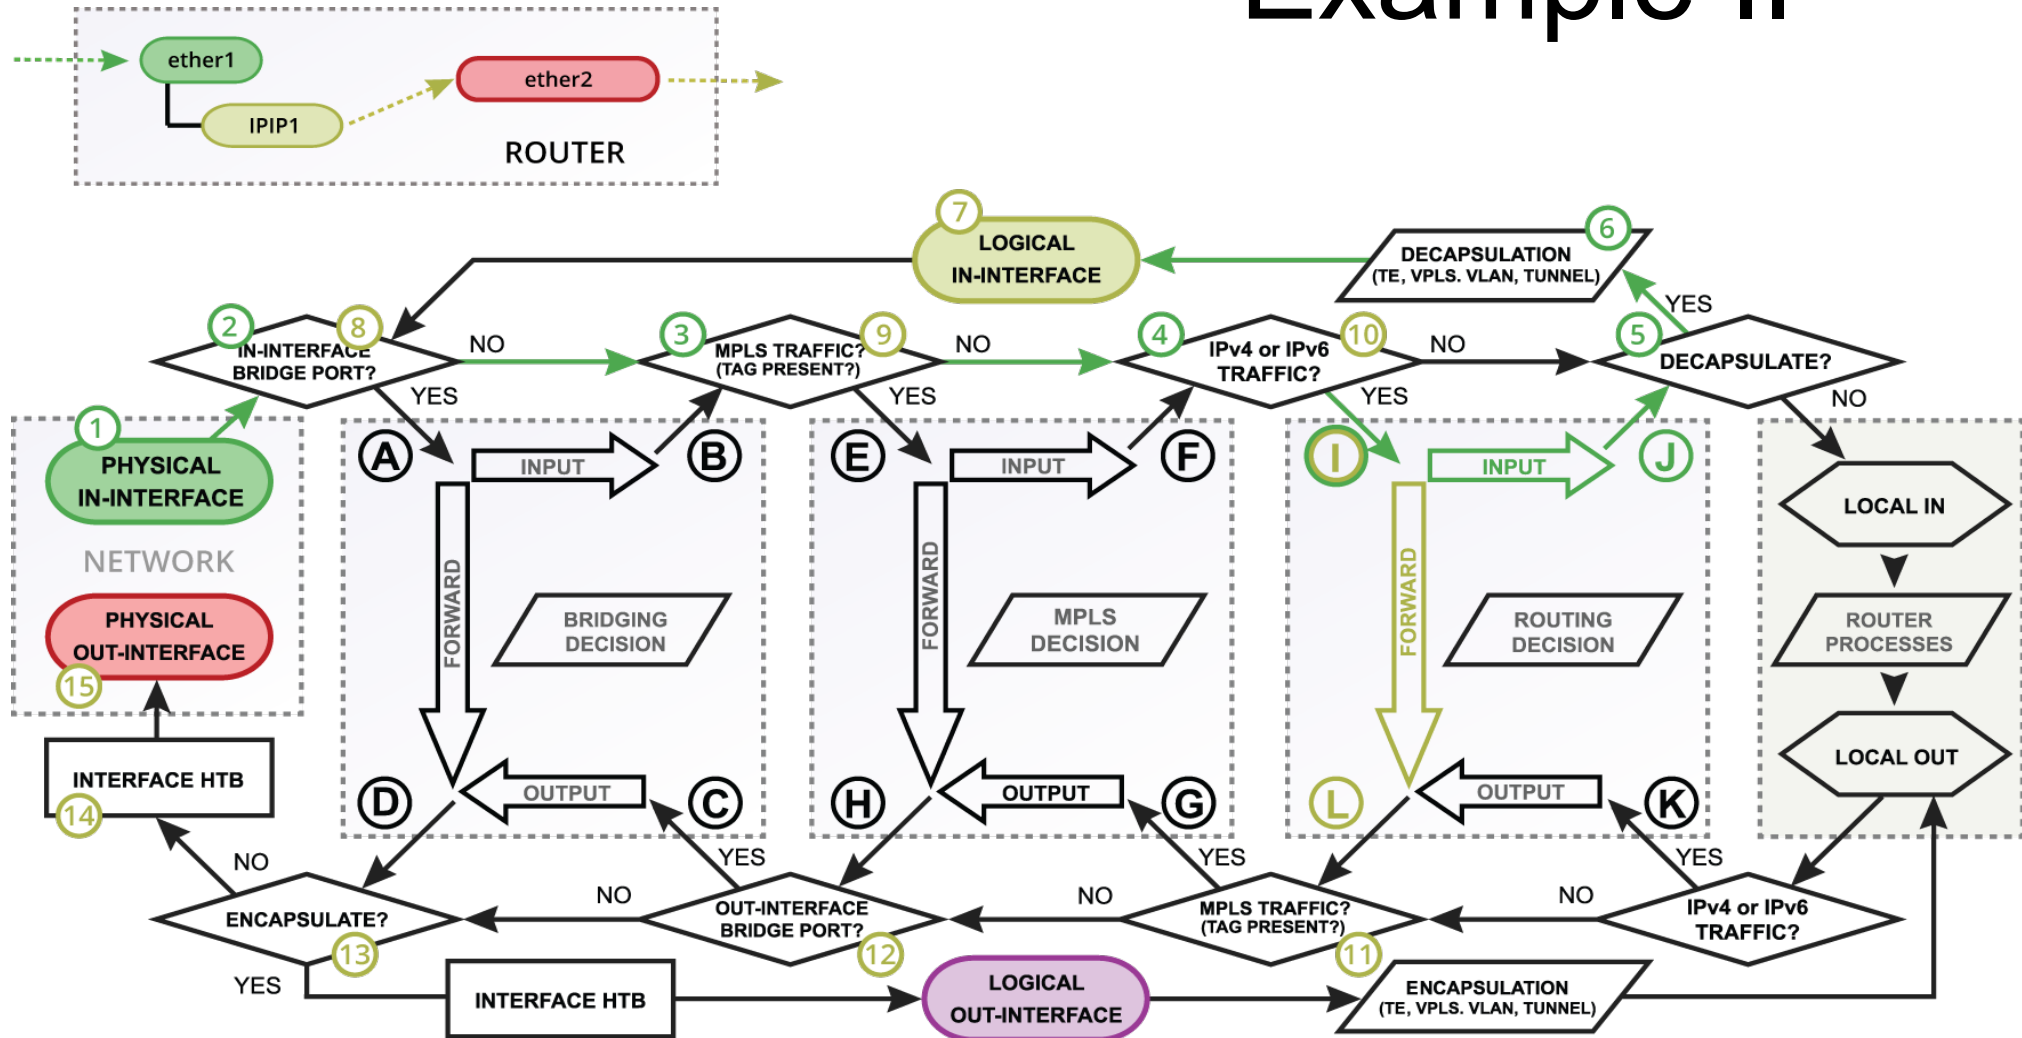 Example II
ether1
ether2
IPIP1
ROUTER
7
LOGICAL
IN-INTERFACE
6
DECAPSULATION
(TE, VPLS. VLAN, TUNNEL)
YES
2
8
IN-INTERFACE
BRIDGE PORT?
NO
3
9
MPLS TRAFFIC?
(TAG PRESENT?)
NO
4
10
IPv4 or IPv6
TRAFFIC?
NO
5
DECAPSULATE?
YES
YES
YES
NO
1
PHYSICAL
IN-INTERFACE
NETWORK
PHYSICAL
OUT-INTERFACE
15
A
INPUT
B
FORWARD
BRIDGING
DECISION
D
OUTPUT
C
E
INPUT
F
FORWARD
MPLS
DECISION
H
OUTPUT
G
I
INPUT
J
FORWARD
ROUTING
DECISION
L
OUTPUT
K
LOCAL IN
ROUTER
PROCESSES
LOCAL OUT
INTERFACE HTB
14
NO
YES
YES
YES
ENCAPSULATE?
13
NO
OUT-INTERFACE
BRIDGE PORT?
12
NO
MPLS TRAFFIC?
(TAG PRESENT?)
11
NO
IPv4 or IPv6
TRAFFIC?
YES
INTERFACE HTB
LOGICAL
OUT-INTERFACE
ENCAPSULATION
(TE, VPLS. VLAN, TUNNEL)